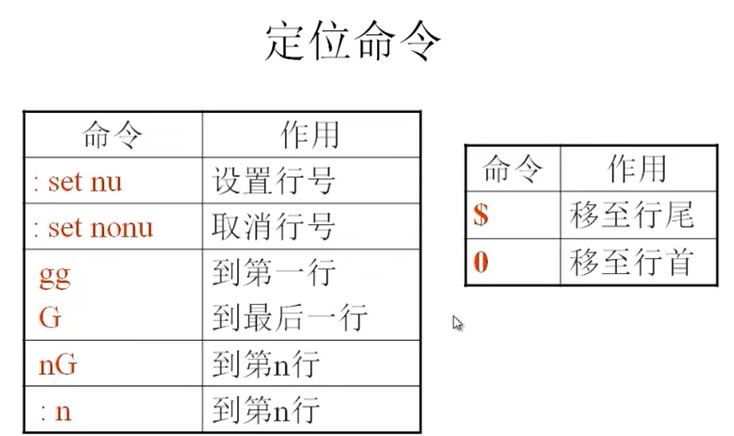 定位命令
命令 作用
: set nu 设置行号
: set nonu 取消行号
gg 到第一行
G 到最后一行
nG 到第n行
: n 到第n行
命令 作用
$ 移至行尾
0 移至行首